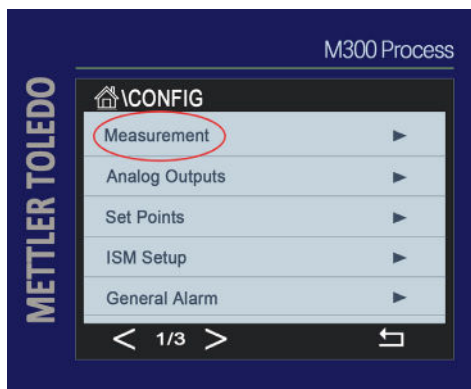 M300 Process
METTLER TOLEDO
\CONFIG
Measurement
Analog Outputs
Set Points
ISM Setup
General Alarm
< 1/3 >